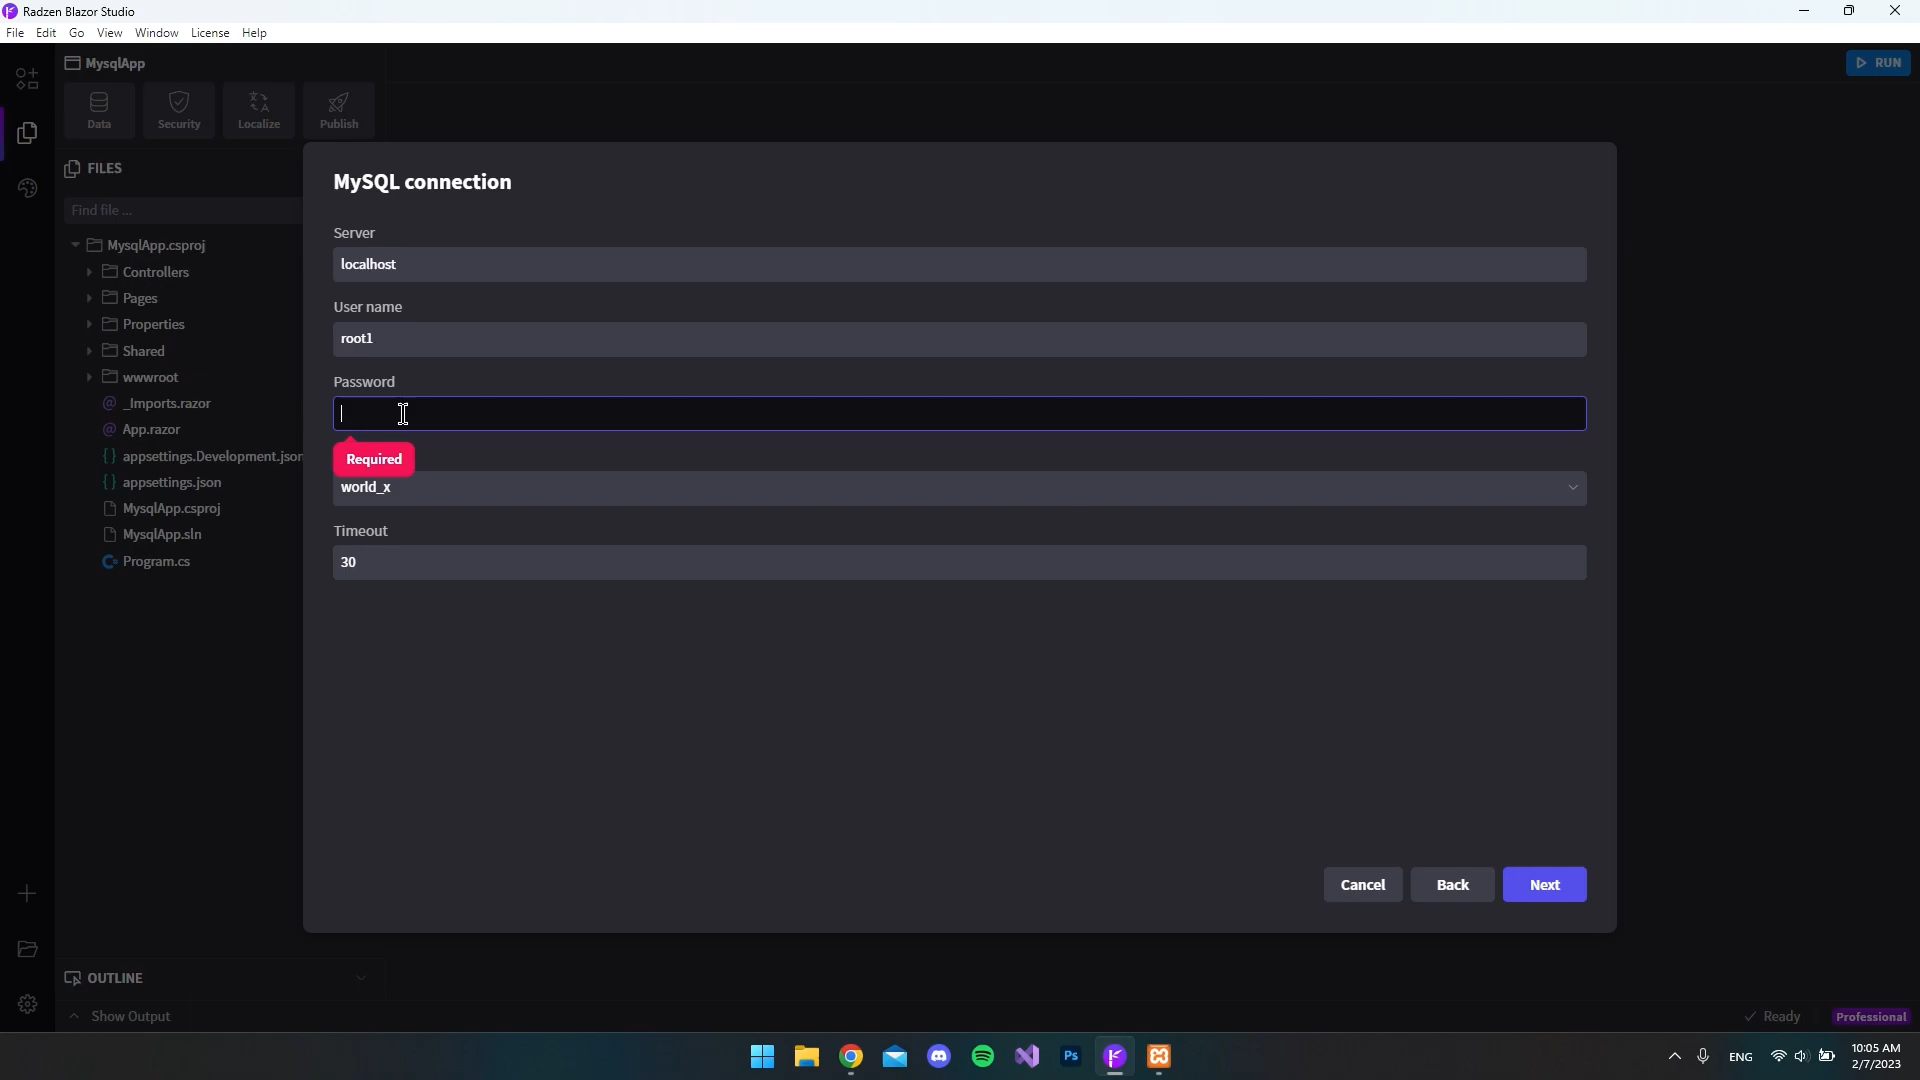 Radzen Blazor Studio
File Edit Go View Window License Help
MysqlApp
RUN
Data Security Localize Publish
FILES
Find file ...
MysqlApp.csproj
Controllers
Pages
Properties
Shared
wwwroot
@ _Imports.razor
@ App.razor
{} appsettings.Development.json
{} appsettings.json
MysqlApp.csproj
MysqlApp.sln
Program.cs
MySQL connection
Server
localhost
User name
root1
Password
Required
world_x
Timeout
30
Cancel Back Next
OUTLINE
Show Output
Ready Professional
Ps
ENG
10:05 AM
2/7/2023